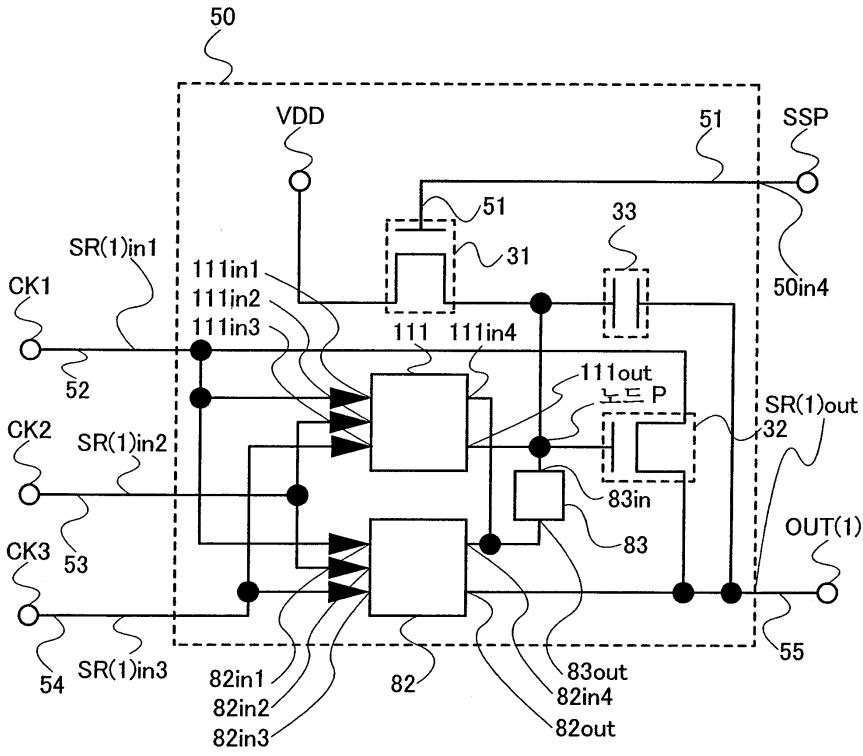 50
VDD
51
SSP
51
33
31
SR(1)in1
111in1
50in4
CK1
111in2
111in3
111
111in4
52
111out
노드 P
SR(1)out
32
CK2
SR(1)in2
83in
53
83
OUT(1)
CK3
55
54
SR(1)in3
82in1
82
83out
82in2
82in4
82in3
82out